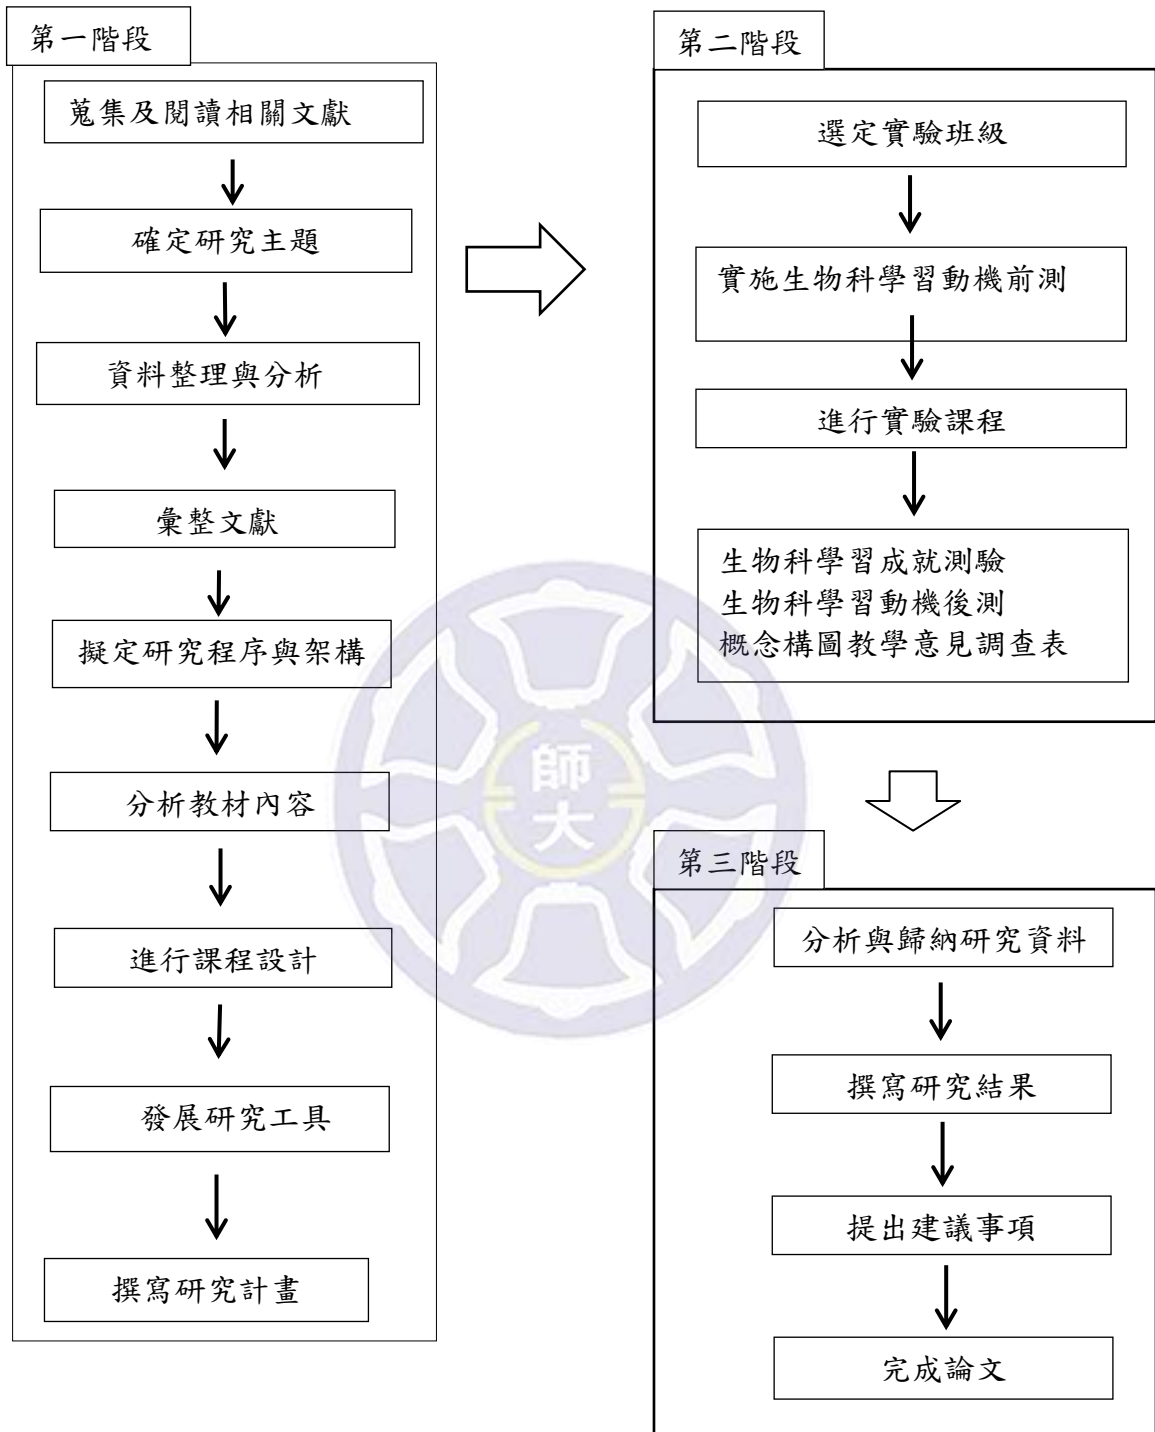 第一階段
蒐集及閱讀相關文獻
確定研究主題
資料整理與分析
彙整文獻
擬定研究程序與架構
分析教材內容
進行課程設計
發展研究工具
撰寫研究計畫
第二階段
選定實驗班級
實施生物科學習動機前測
進行實驗課程
生物科學習成就測驗
生物科學習動機後測
概念構圖教學意見調查表
第三階段
分析與歸納研究資料
撰寫研究結果
提出建議事項
完成論文
師
大